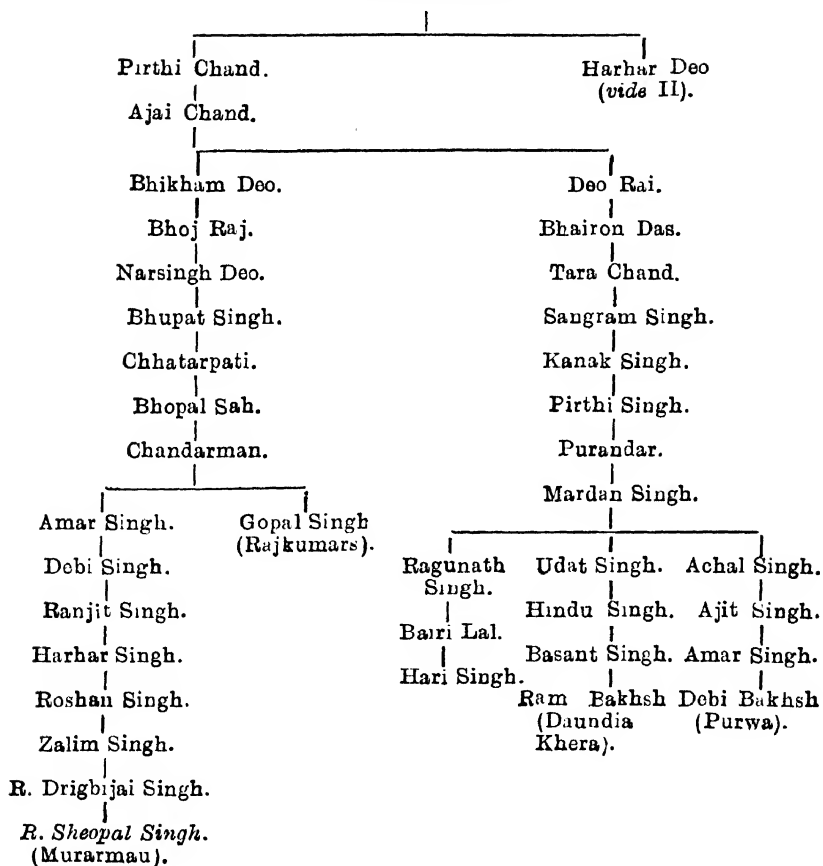 Pirthi Chand.
Harhar Deo
(vide II).
Ajai Chand.
Bhikham Deo.
Deo Rai.
Bhoj Raj.
Bhairon Das.
Narsingh Deo.
Tara Chand.
Bhupat Singh.
Sangram Singh.
Chhatarpati.
Kanak Singh.
Bhopal Sah.
Pirthi Singh.
Chandarman.
Purandar.
Mardan Singh.
Amar Singh.
Gopal Singh
(Rajkumars).
Debi Singh.
Ranjit Singh.
Harhar Singh.
Roshan Singh.
Zalim Singh.
R. Drigbijai Singh.
R. Sheopal Singh.
(Murarmau).
Ragunath
Singh.
Bairi Lal.
Hari Singh.
Udat Singh.
Hindu Singh.
Basant Singh.
Ram Bakhsh
(Daundia
Khera).
Achal Singh.
Ajit Singh.
Amar Singh.
Debi Bakhsh
(Purwa).